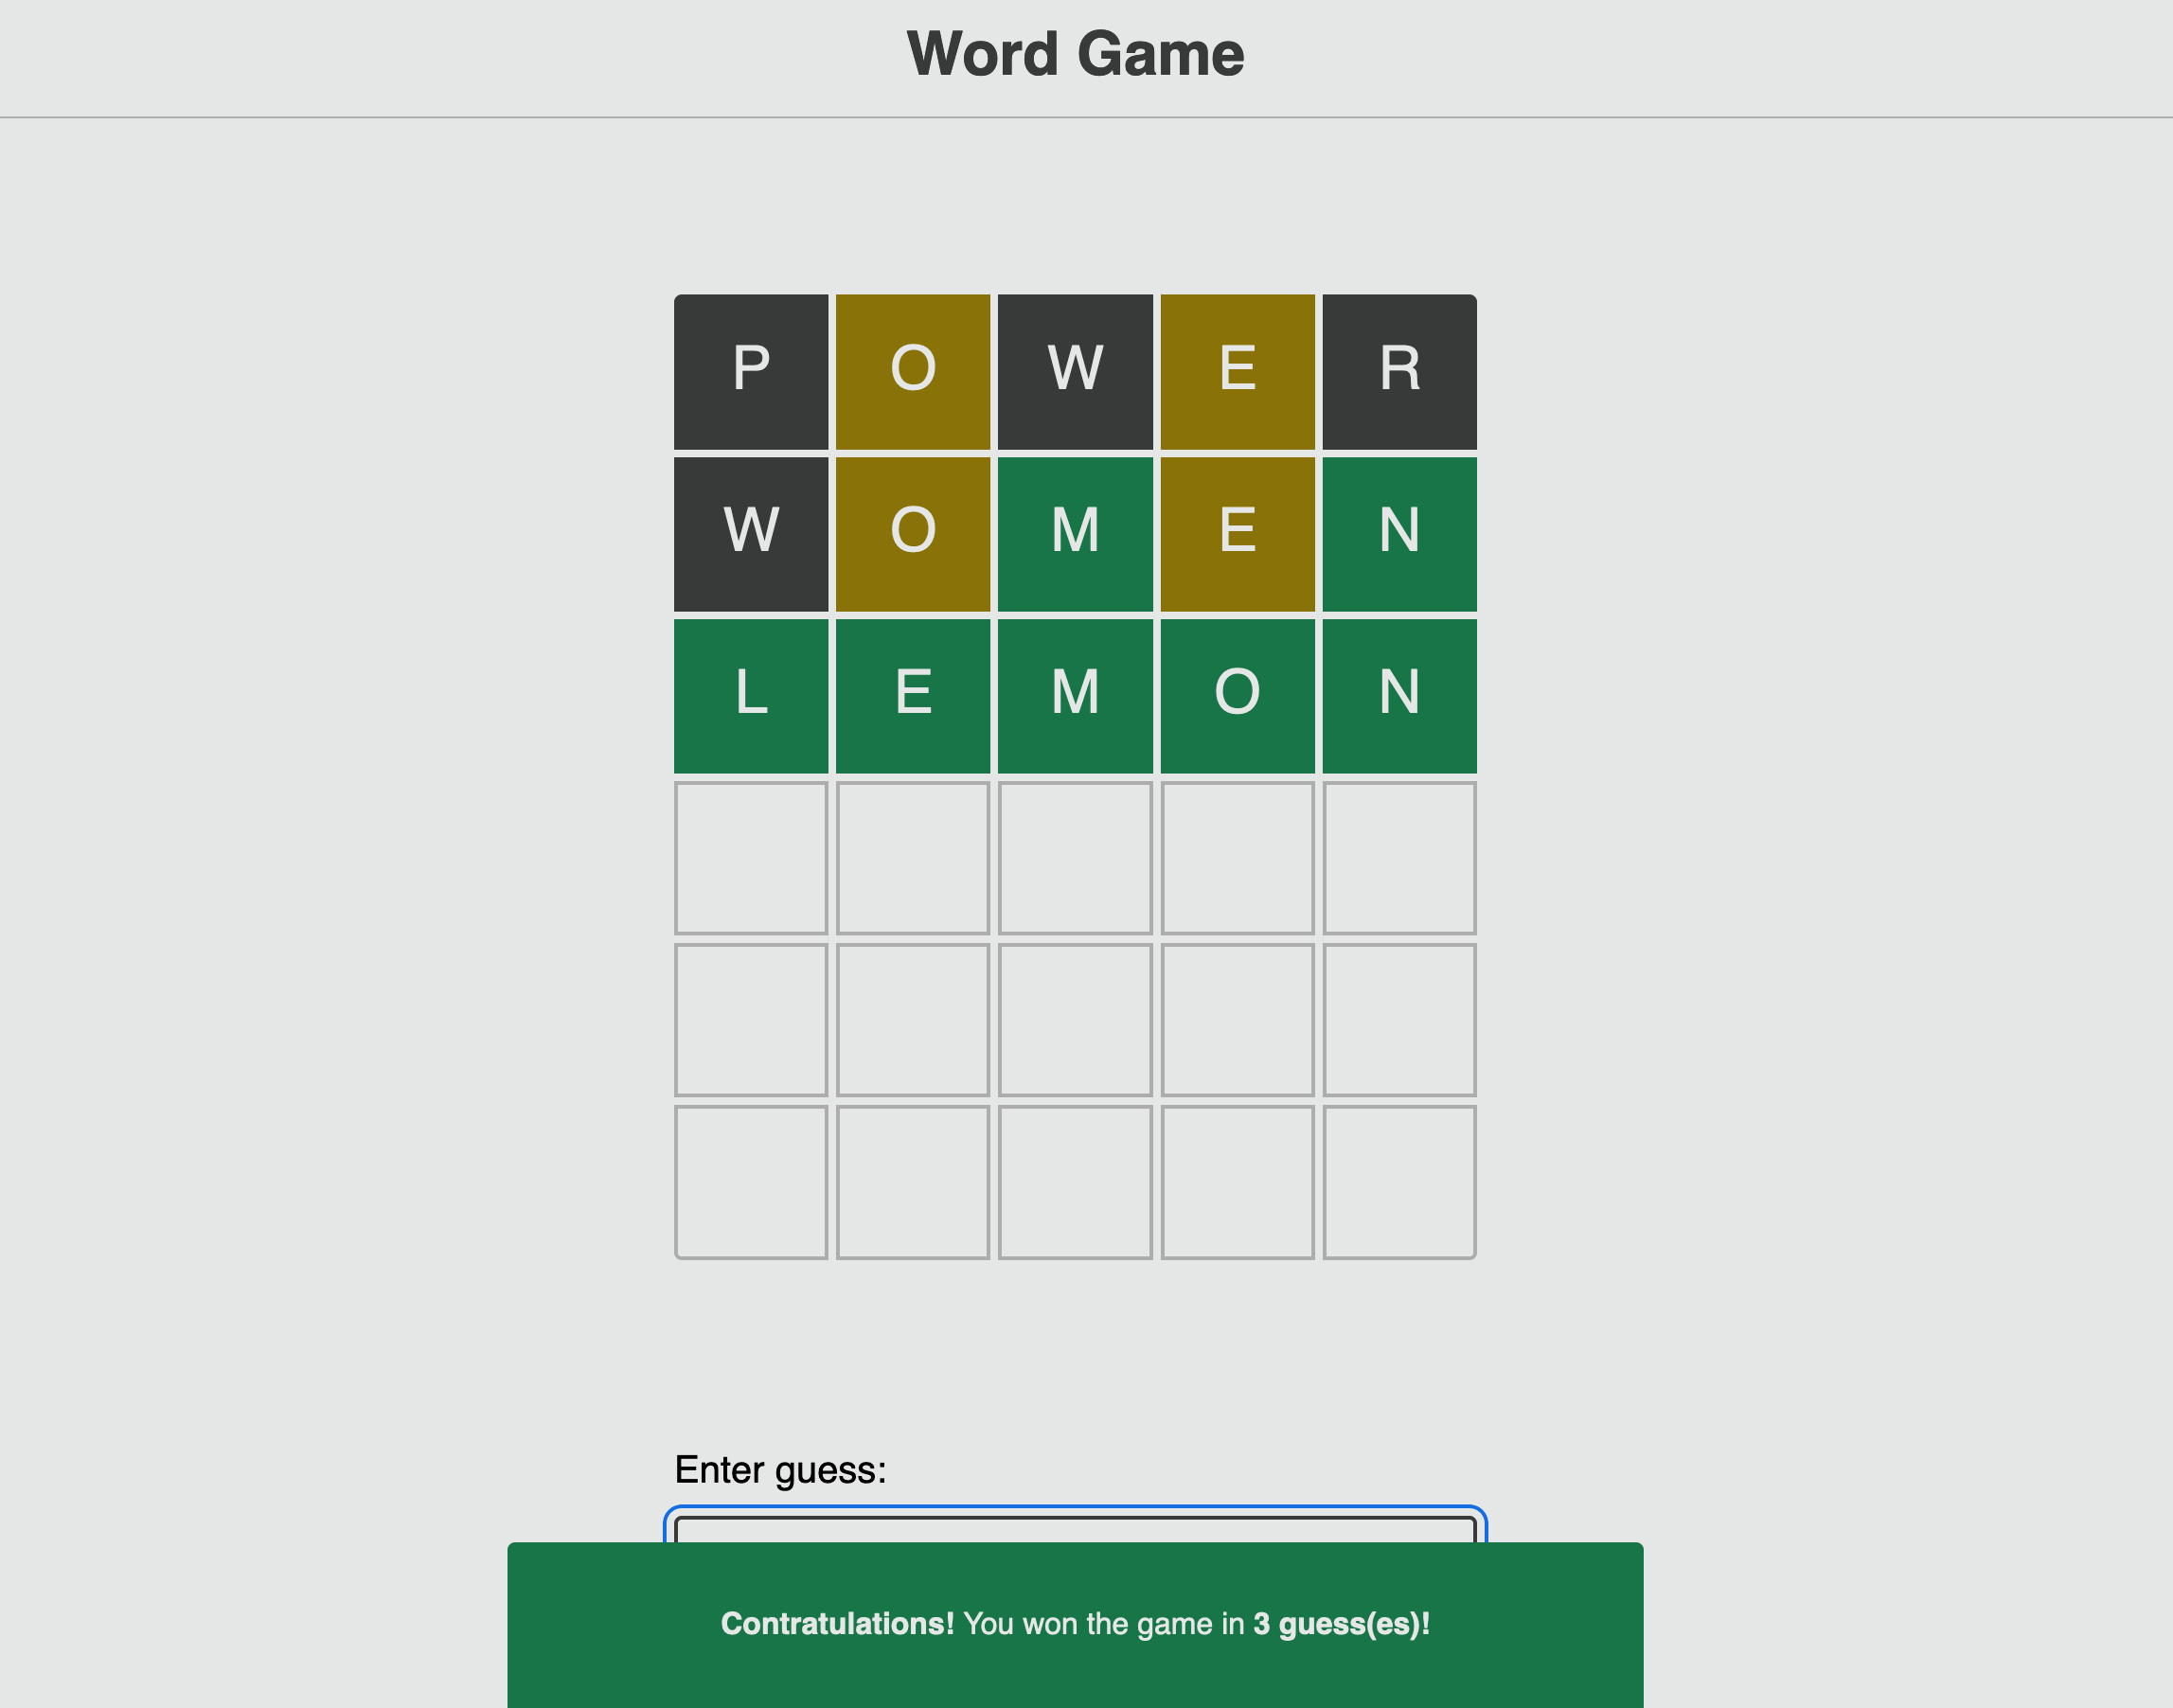 Word Game
P O W E R
W O M E N
L E M O N
Enter guess:
Contratulations! You won the game in 3 guess(es)!